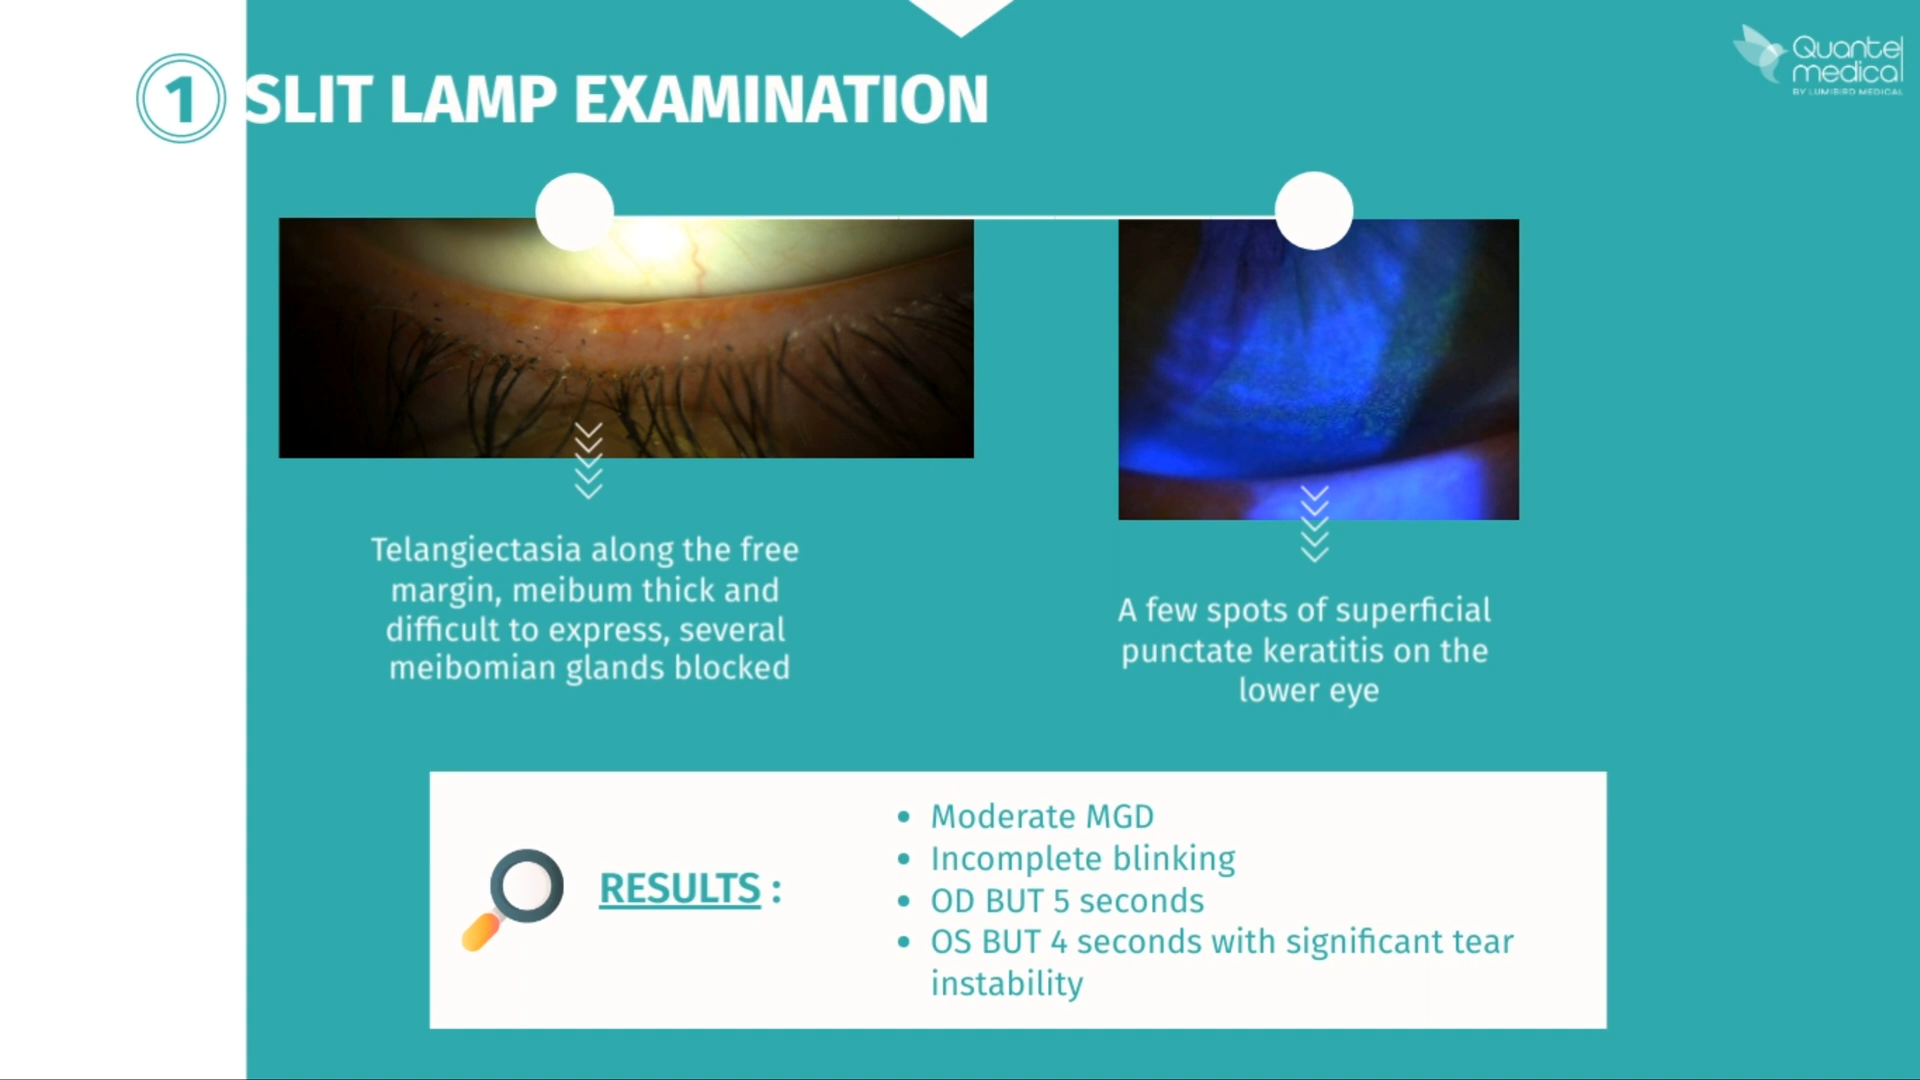 1
SLIT LAMP EXAMINATION
Quantel
medical
BY LUMIBIRD MEDICAL
Telangiectasia along the free
margin, meibum thick and
difficult to express, several
meibomian glands blocked
A few spots of superficial
punctate keratitis on the
lower eye
RESULTS :
• Moderate MGD
• Incomplete blinking
• OD BUT 5 seconds
• OS BUT 4 seconds with significant tear
instability